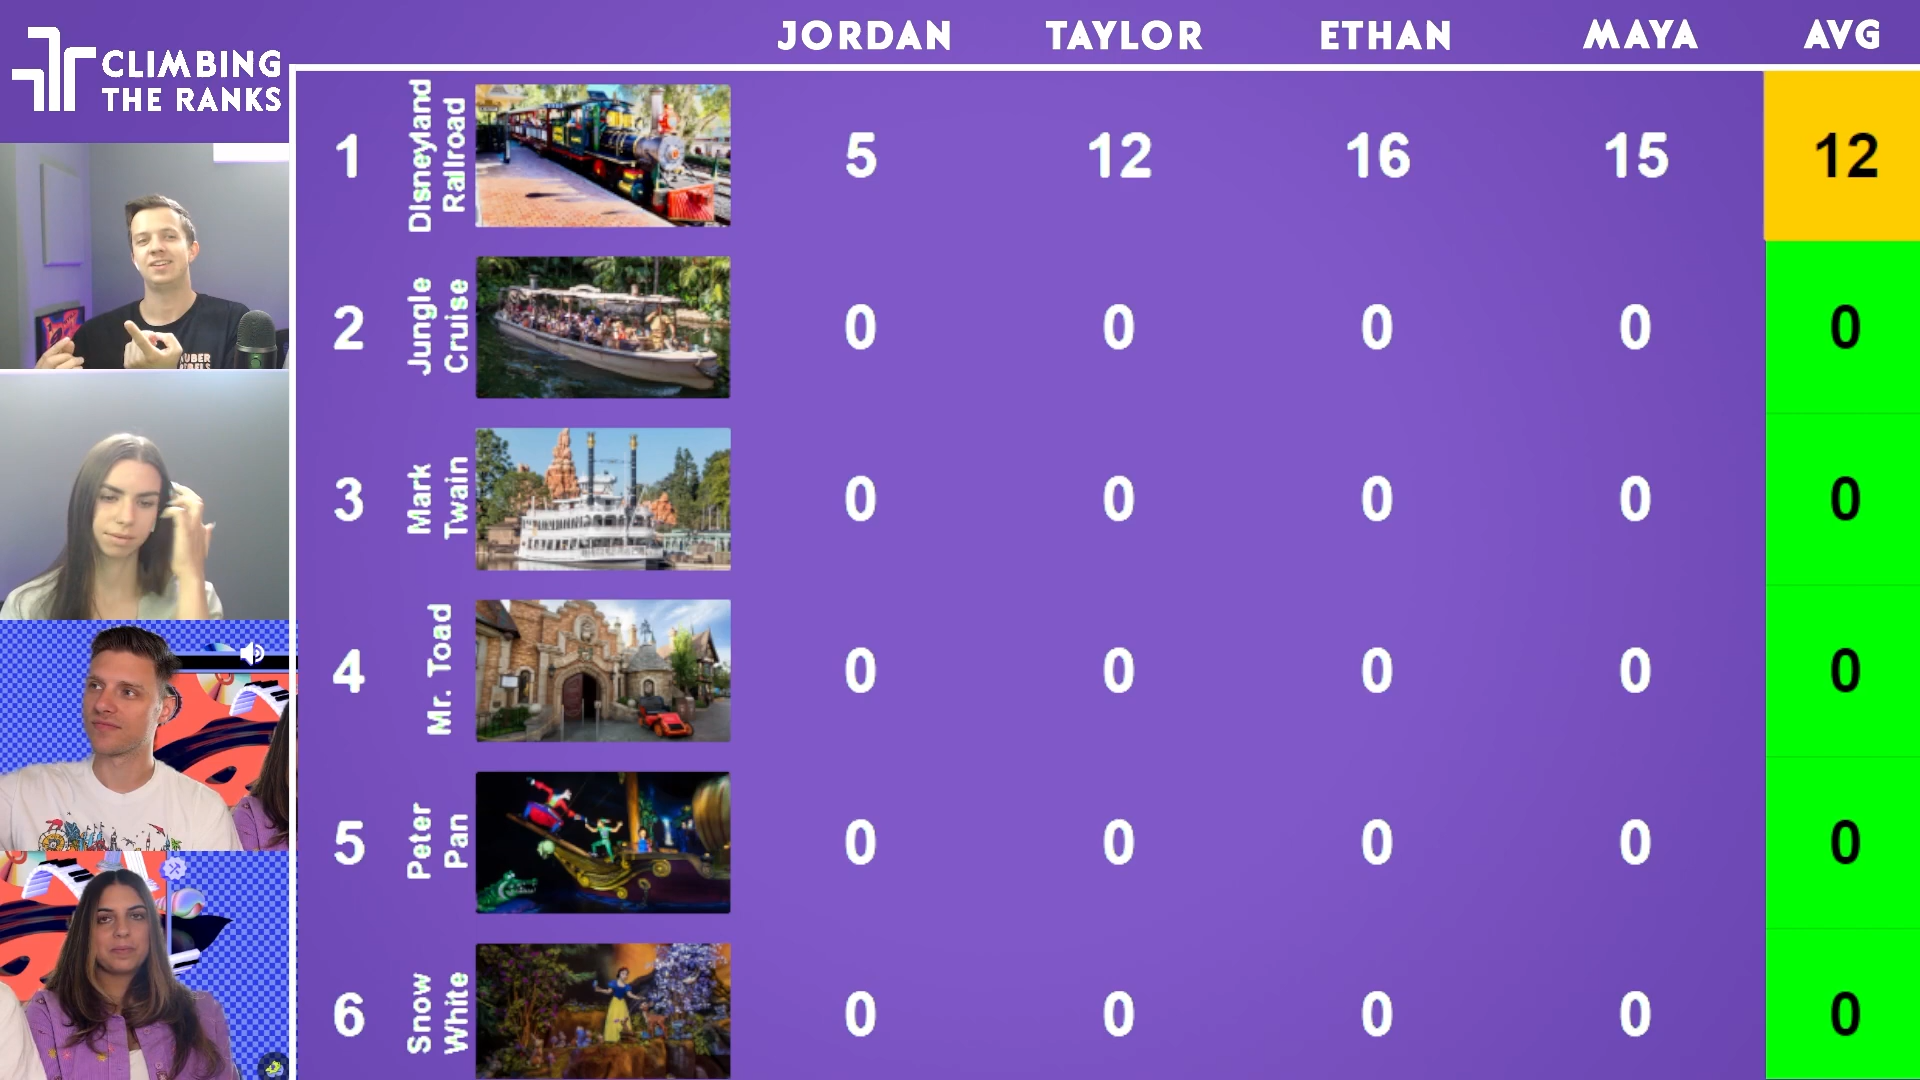 CLIMBING
THE RANKS
JORDAN TAYLOR ETHAN MAYA AVG
1 Disneyland Railroad 5 12 16 15 12
2 Jungle Cruise 0 0 0 0 0
3 Mark Twain 0 0 0 0 0
4 Mr. Toad 0 0 0 0 0
5 Peter Pan 0 0 0 0 0
6 Snow White 0 0 0 0 0